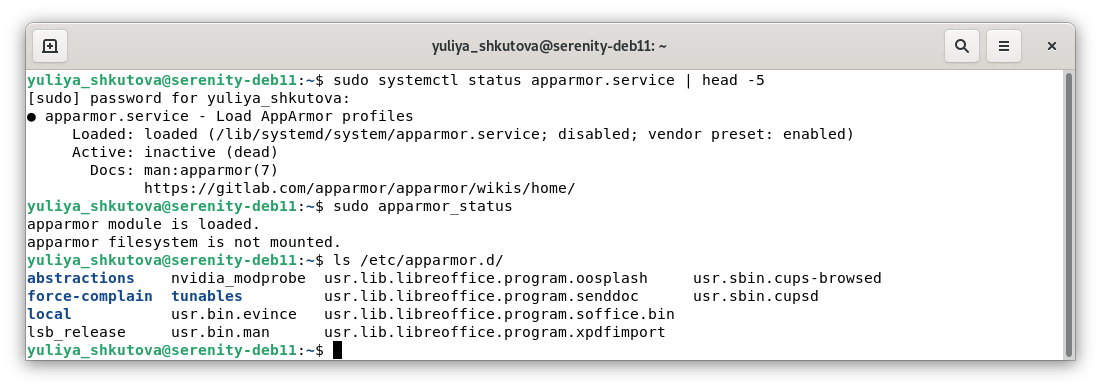 yuliya_shkutova@serenity-deb11: ~
yuliya_shkutova@serenity-deb11:~$ sudo systemctl status apparmor.service | head -5
[sudo] password for yuliya_shkutova:
● apparmor.service - Load AppArmor profiles
     Loaded: loaded (/lib/systemd/system/apparmor.service; disabled; vendor preset: enabled)
     Active: inactive (dead)
       Docs: man:apparmor(7)
             https://gitlab.com/apparmor/apparmor/wikis/home/
yuliya_shkutova@serenity-deb11:~$ sudo apparmor_status
apparmor module is loaded.
apparmor filesystem is not mounted.
yuliya_shkutova@serenity-deb11:~$ ls /etc/apparmor.d/
abstractions    nvidia_modprobe  usr.lib.libreoffice.program.oosplash     usr.sbin.cups-browsed
force-complain  tunables         usr.lib.libreoffice.program.senddoc      usr.sbin.cupsd
local           usr.bin.evince   usr.lib.libreoffice.program.soffice.bin
lsb_release     usr.bin.man      usr.lib.libreoffice.program.xpdfimport
yuliya_shkutova@serenity-deb11:~$